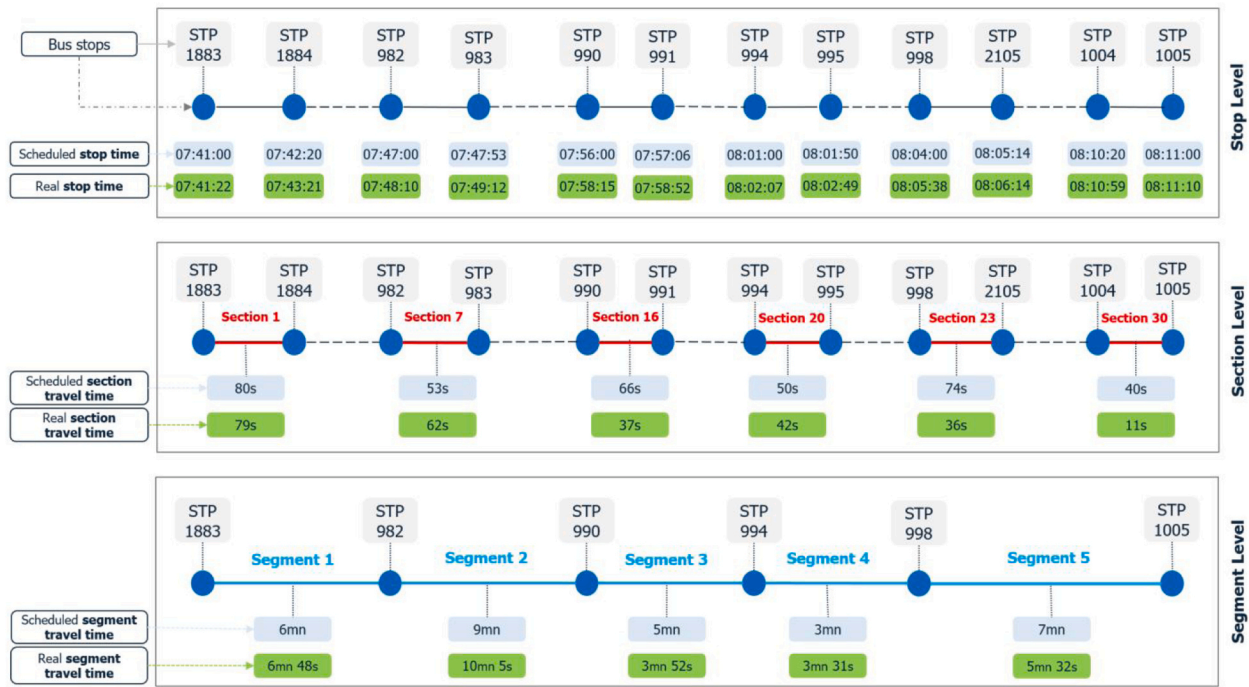 Bus stops
STP 1883
STP 1884
STP 982
STP 983
STP 990
STP 991
STP 994
STP 995
STP 998
STP 2105
STP 1004
STP 1005
Scheduled stop time
07:41:00
07:42:20
07:47:00
07:47:53
07:56:00
07:57:06
08:01:00
08:01:50
08:04:00
08:05:14
08:10:20
08:11:00
Real stop time
07:41:22
07:43:21
07:48:10
07:49:12
07:58:15
07:58:52
08:02:07
08:02:49
08:05:38
08:06:14
08:10:59
08:11:10
Stop Level
STP 1883
STP 1884
STP 982
STP 983
STP 990
STP 991
STP 994
STP 995
STP 998
STP 2105
STP 1004
STP 1005
Section 1
Section 7
Section 16
Section 20
Section 23
Section 30
Scheduled section
travel time
80s
53s
66s
50s
74s
40s
Real section
travel time
79s
62s
37s
42s
36s
11s
Section Level
STP 1883
STP 982
STP 990
STP 994
STP 998
STP 1005
Segment 1
Segment 2
Segment 3
Segment 4
Segment 5
Scheduled segment
travel time
6mn
9mn
5mn
3mn
7mn
Real segment
travel time
6mn 48s
10mn 5s
3mn 52s
3mn 31s
5mn 32s
Segment Level